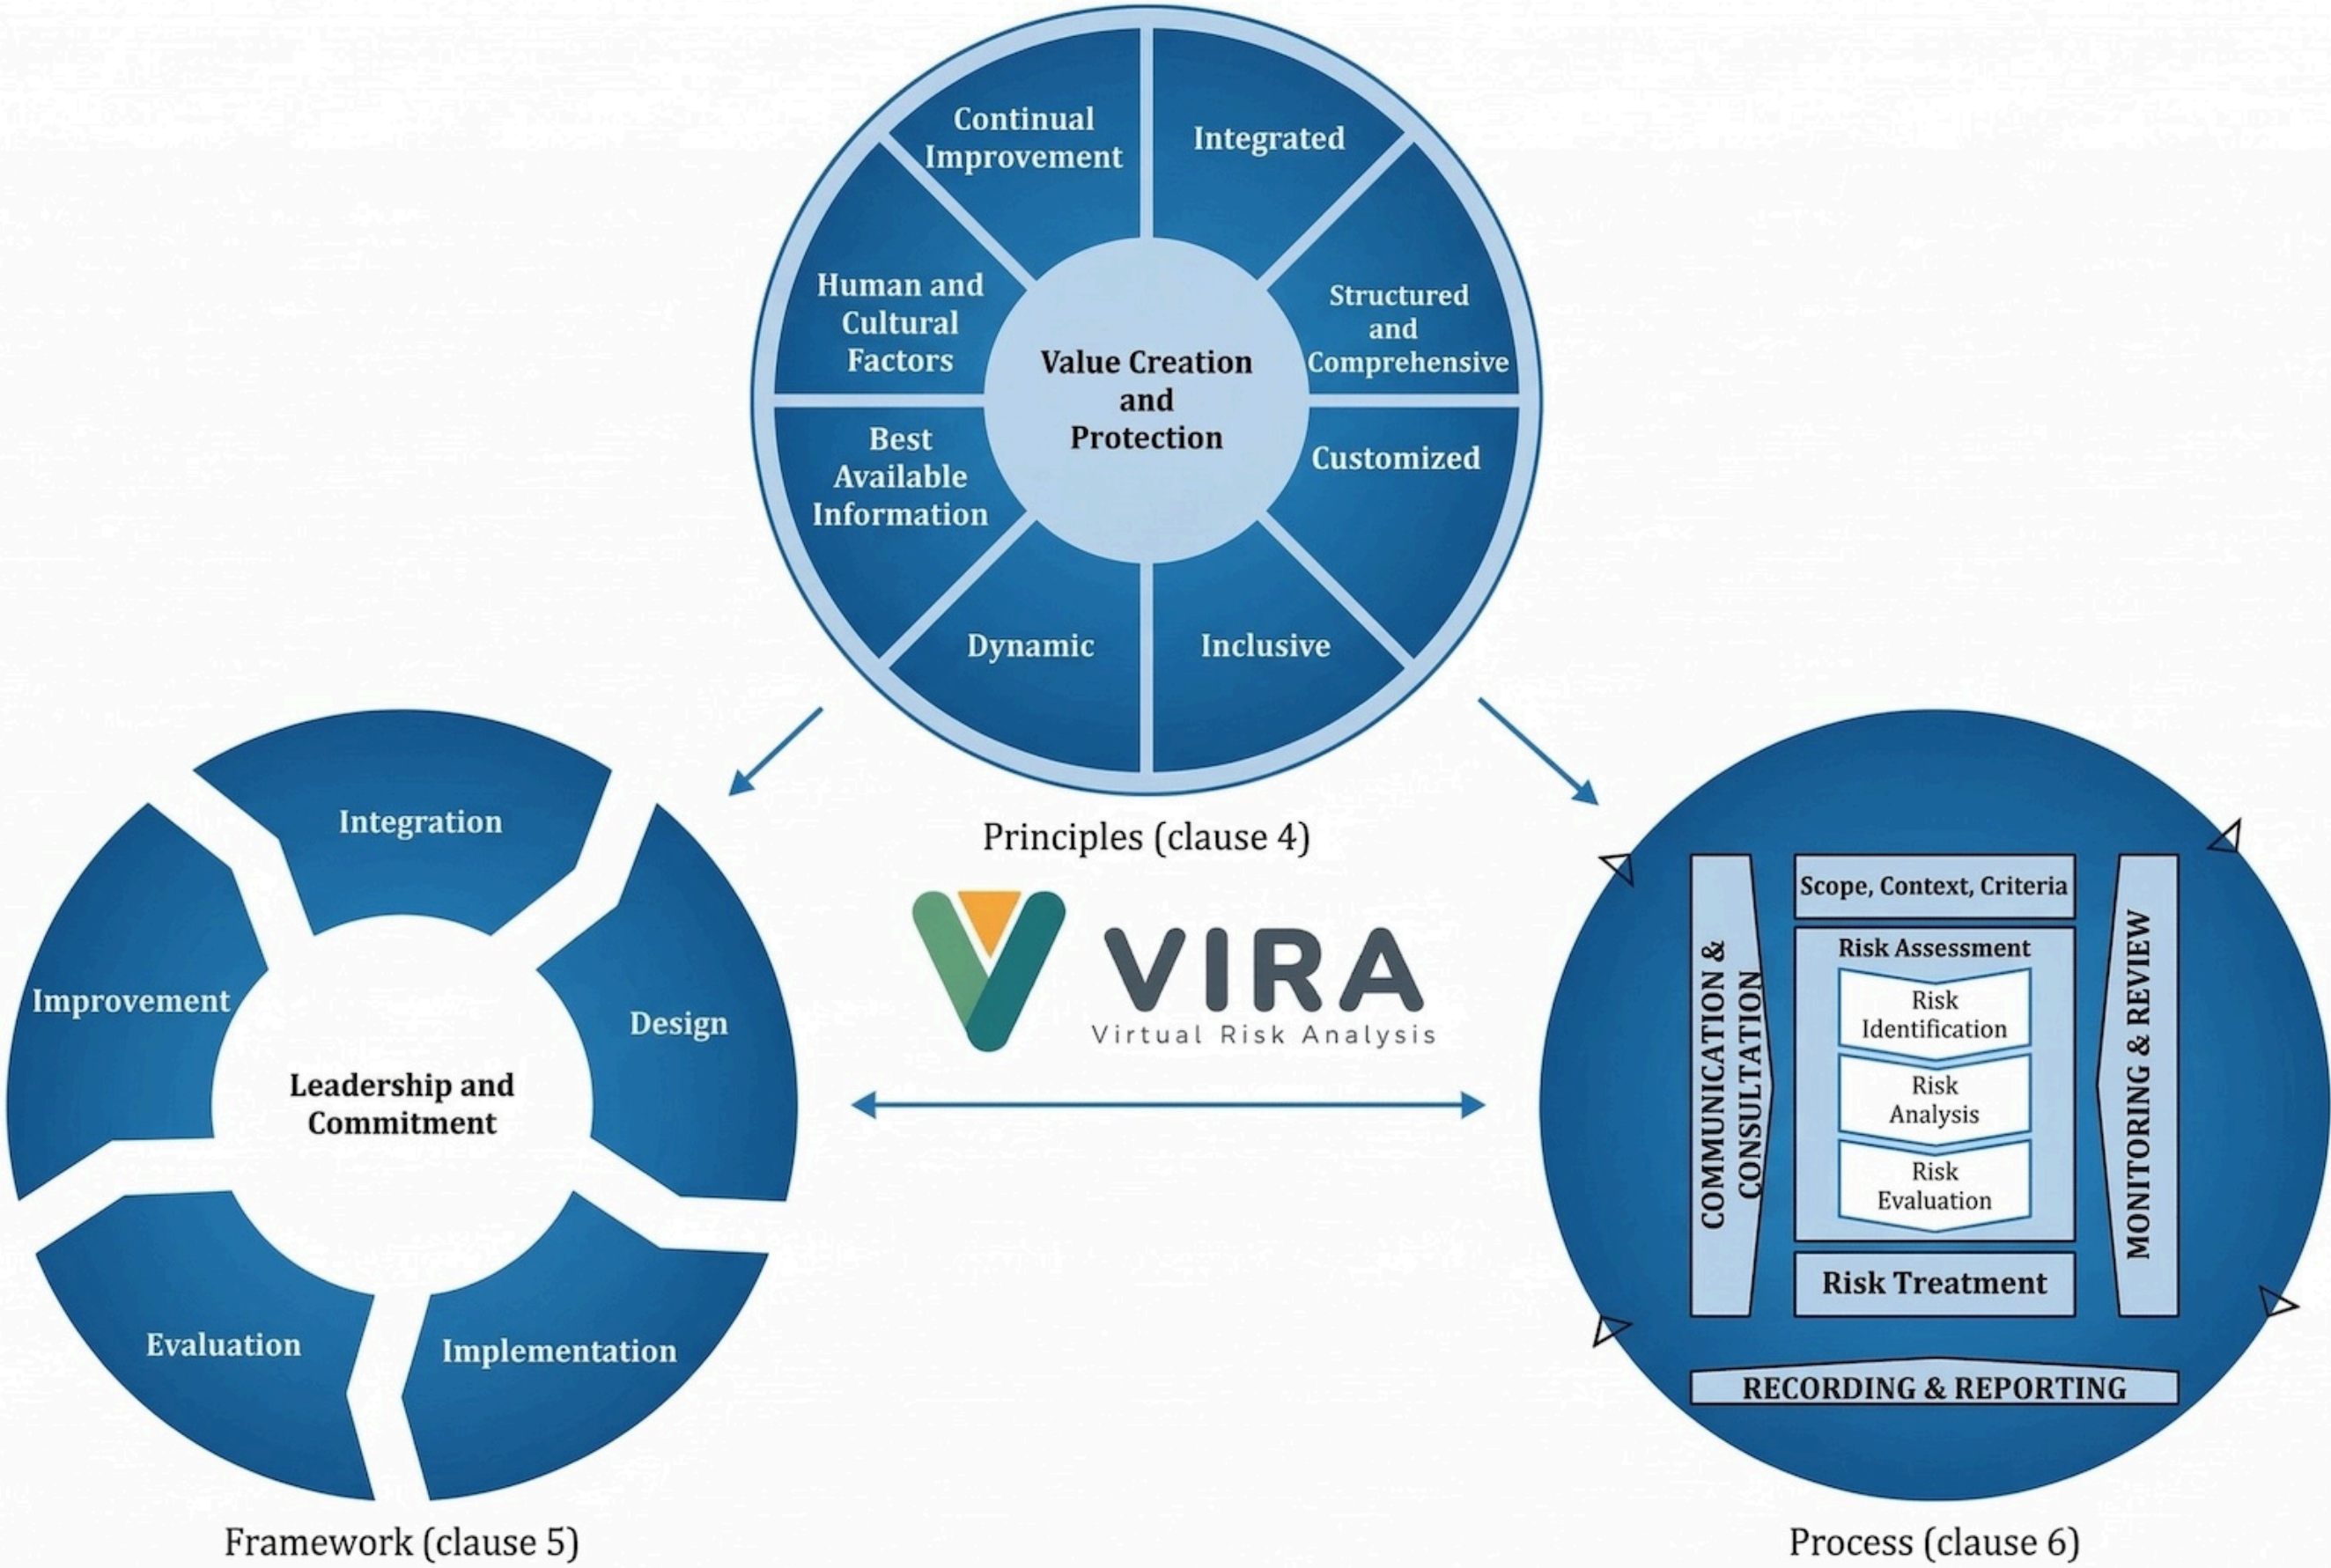 Continual
Improvement
Integrated
Human and
Cultural
Factors
Structured
and
Comprehensive
Value Creation
and
Protection
Best
Available
Information
Customized
Dynamic
Inclusive
Principles (clause 4)
Integration
Improvement
Design
Leadership and
Commitment
Evaluation
Implementation
Framework (clause 5)
VIRA
Virtual Risk Analysis
Scope, Context, Criteria
Risk Assessment
Risk
Identification
Risk
Analysis
Risk
Evaluation
Risk Treatment
COMMUNICATION &
CONSULTATION
MONITORING & REVIEW
RECORDING & REPORTING
Process (clause 6)